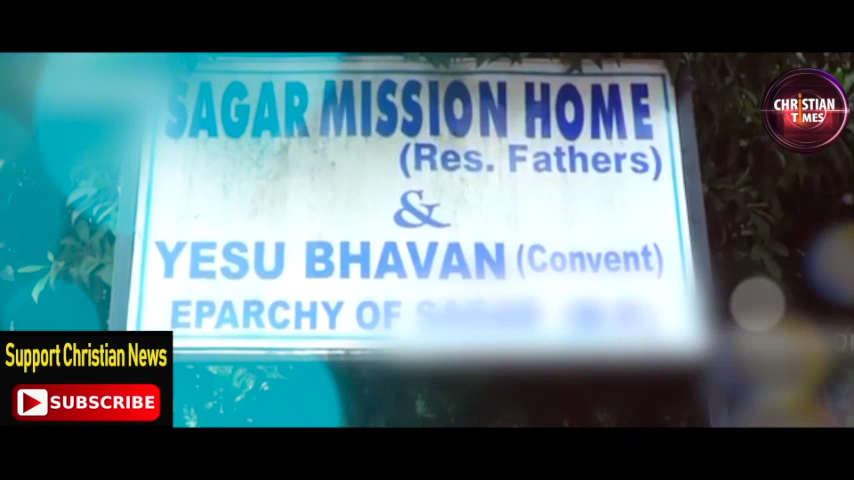 SAGAR MISSION HOME
(Res. Fathers)
&
YESU BHAVAN (Convent)
EPARCHY OF
CHRiSTIAN
TiMES
Support Christian News
SUBSCRIBE